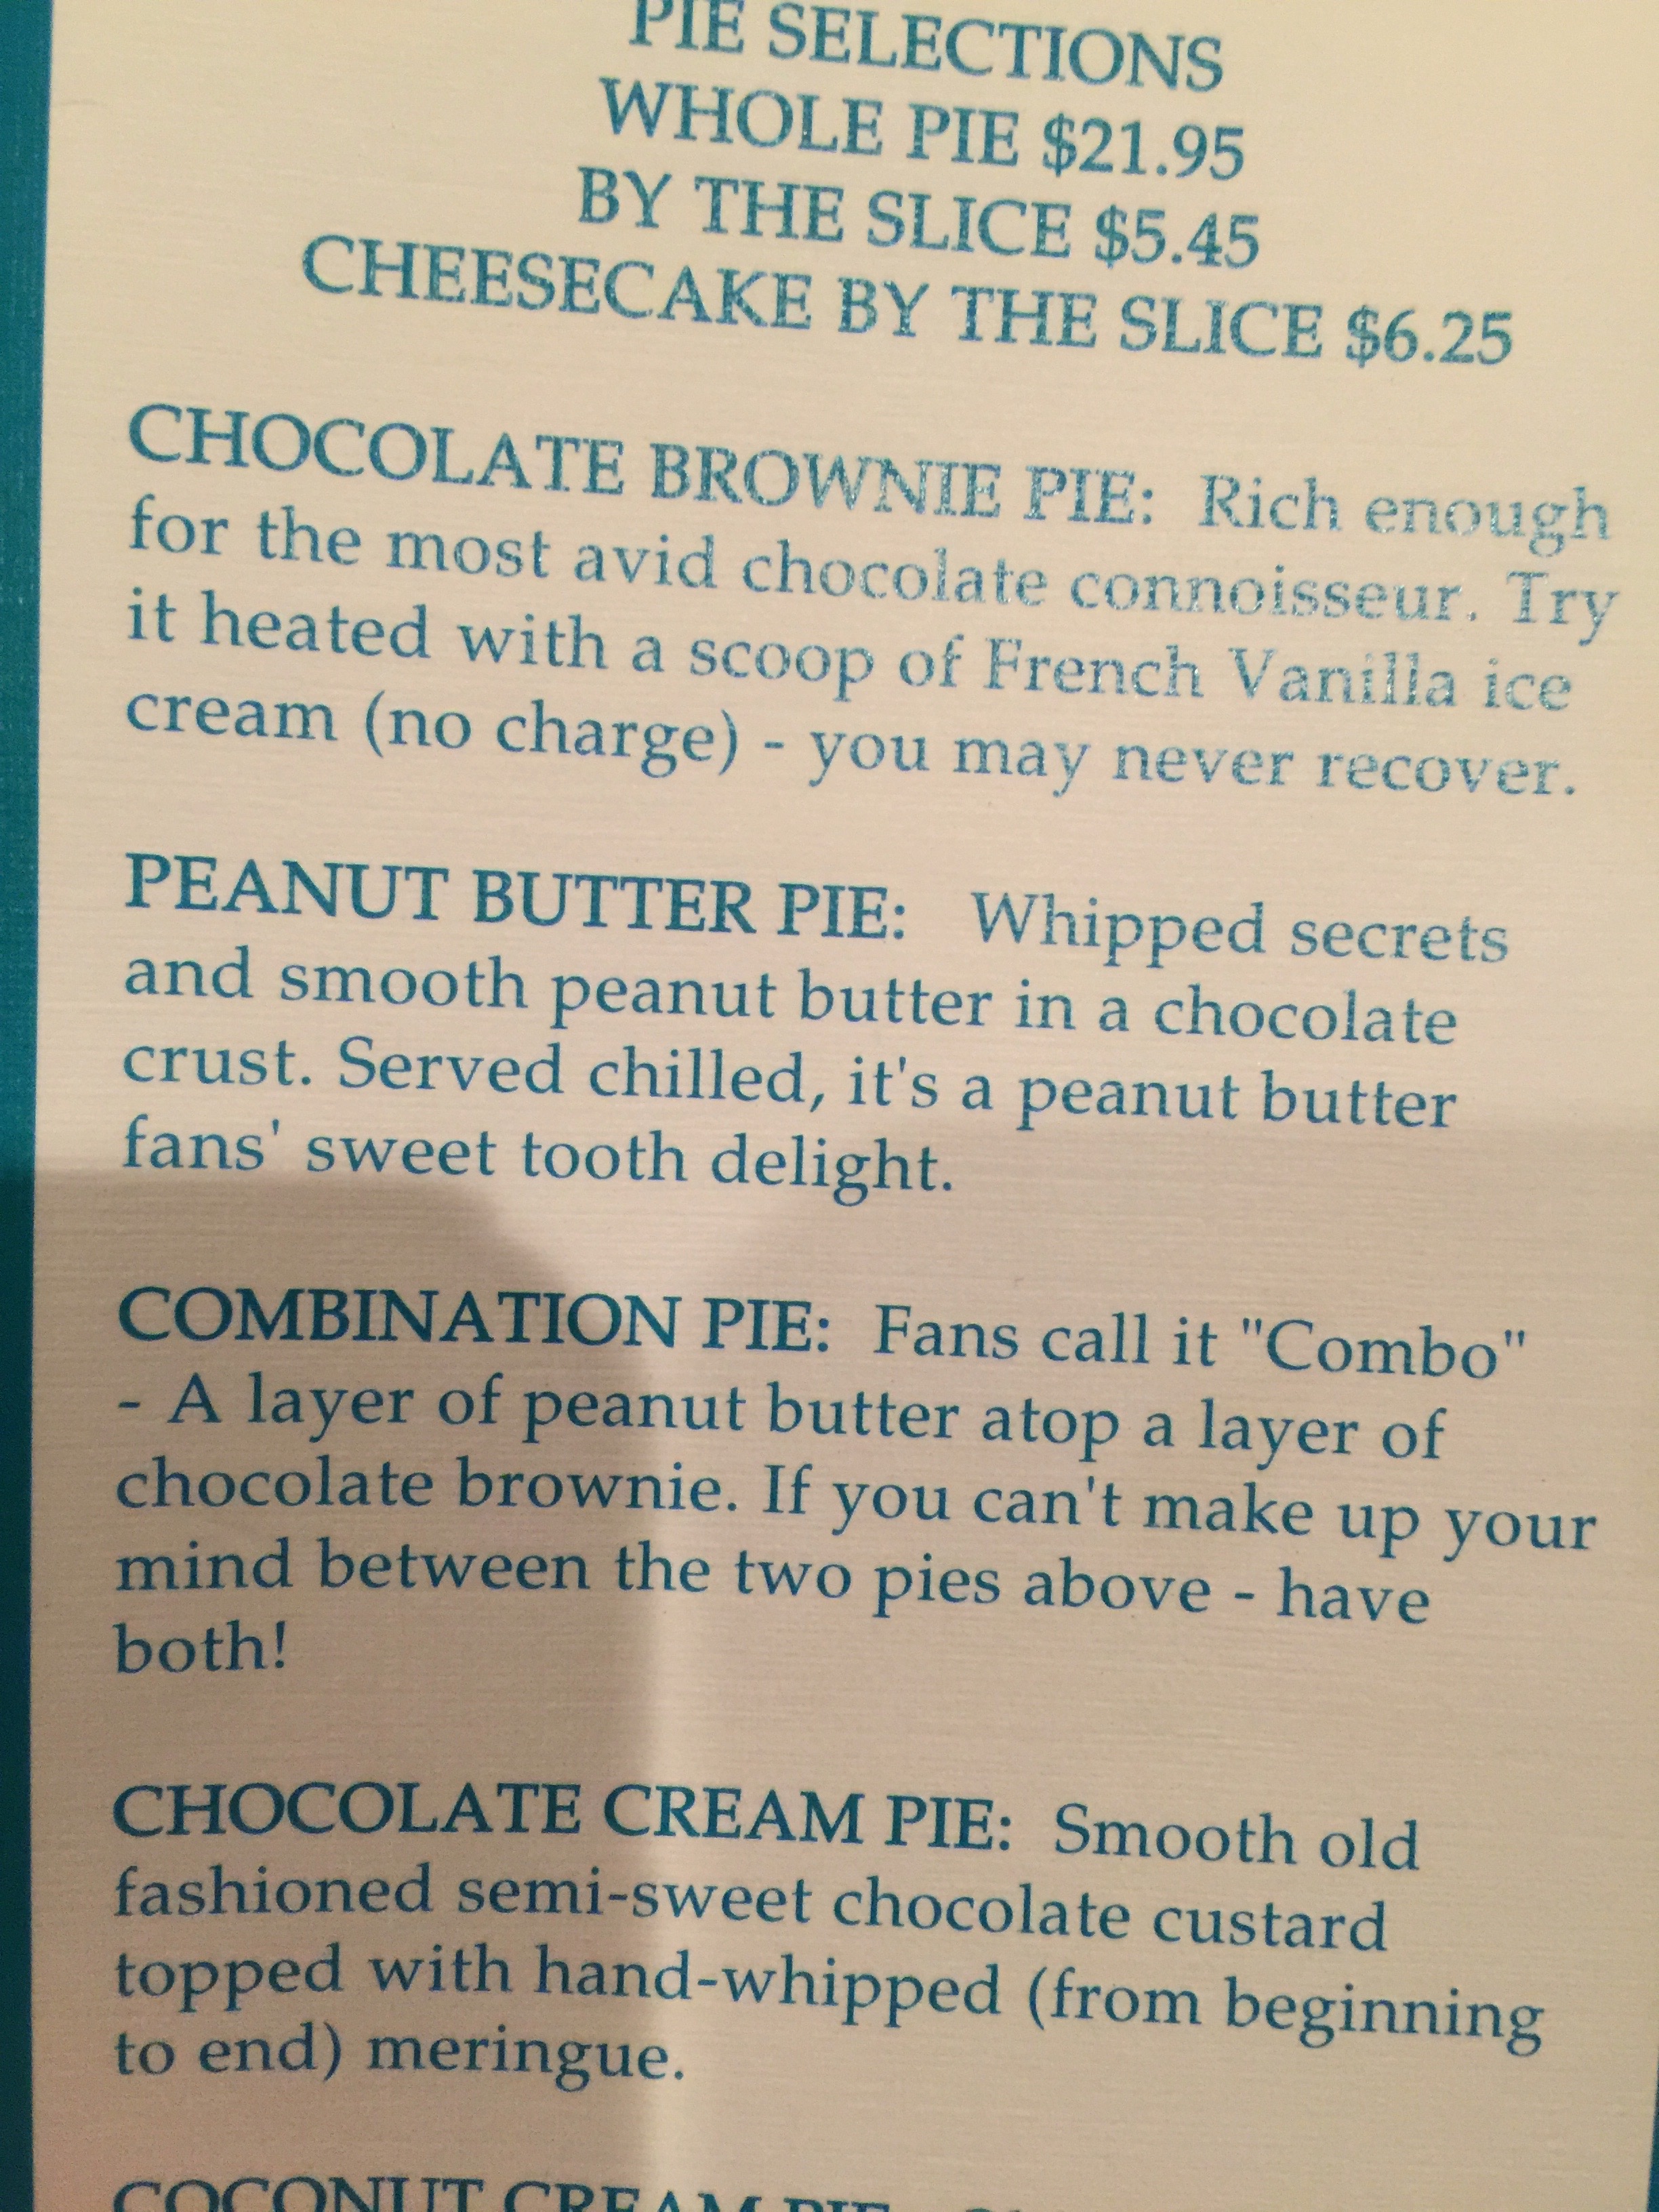 PIE SELECTIONS
WHOLE PIE $21.95
BY THE SLICE $5.45
CHEESECAKE BY THE SLICE $6.25
CHOCOLATE BROWNIE PIE: Rich enough
for the most avid chocolate connoisseur. Try
it heated with a scoop of French Vanilla ice
cream (no charge) - you may never recover.
PEANUT BUTTER PIE: Whipped secrets
and smooth peanut butter in a chocolate
crust. Served chilled, it's a peanut butter
fans' sweet tooth delight.
COMBINATION PIE: Fans call it "Combo"
- A layer of peanut butter atop a layer of
chocolate brownie. If you can't make up your
mind between the two pies above - have
both!
CHOCOLATE CREAM PIE: Smooth old
fashioned semi-sweet chocolate custard
topped with hand-whipped (from beginning
to end) meringue.
COCONUT CREAM PIE